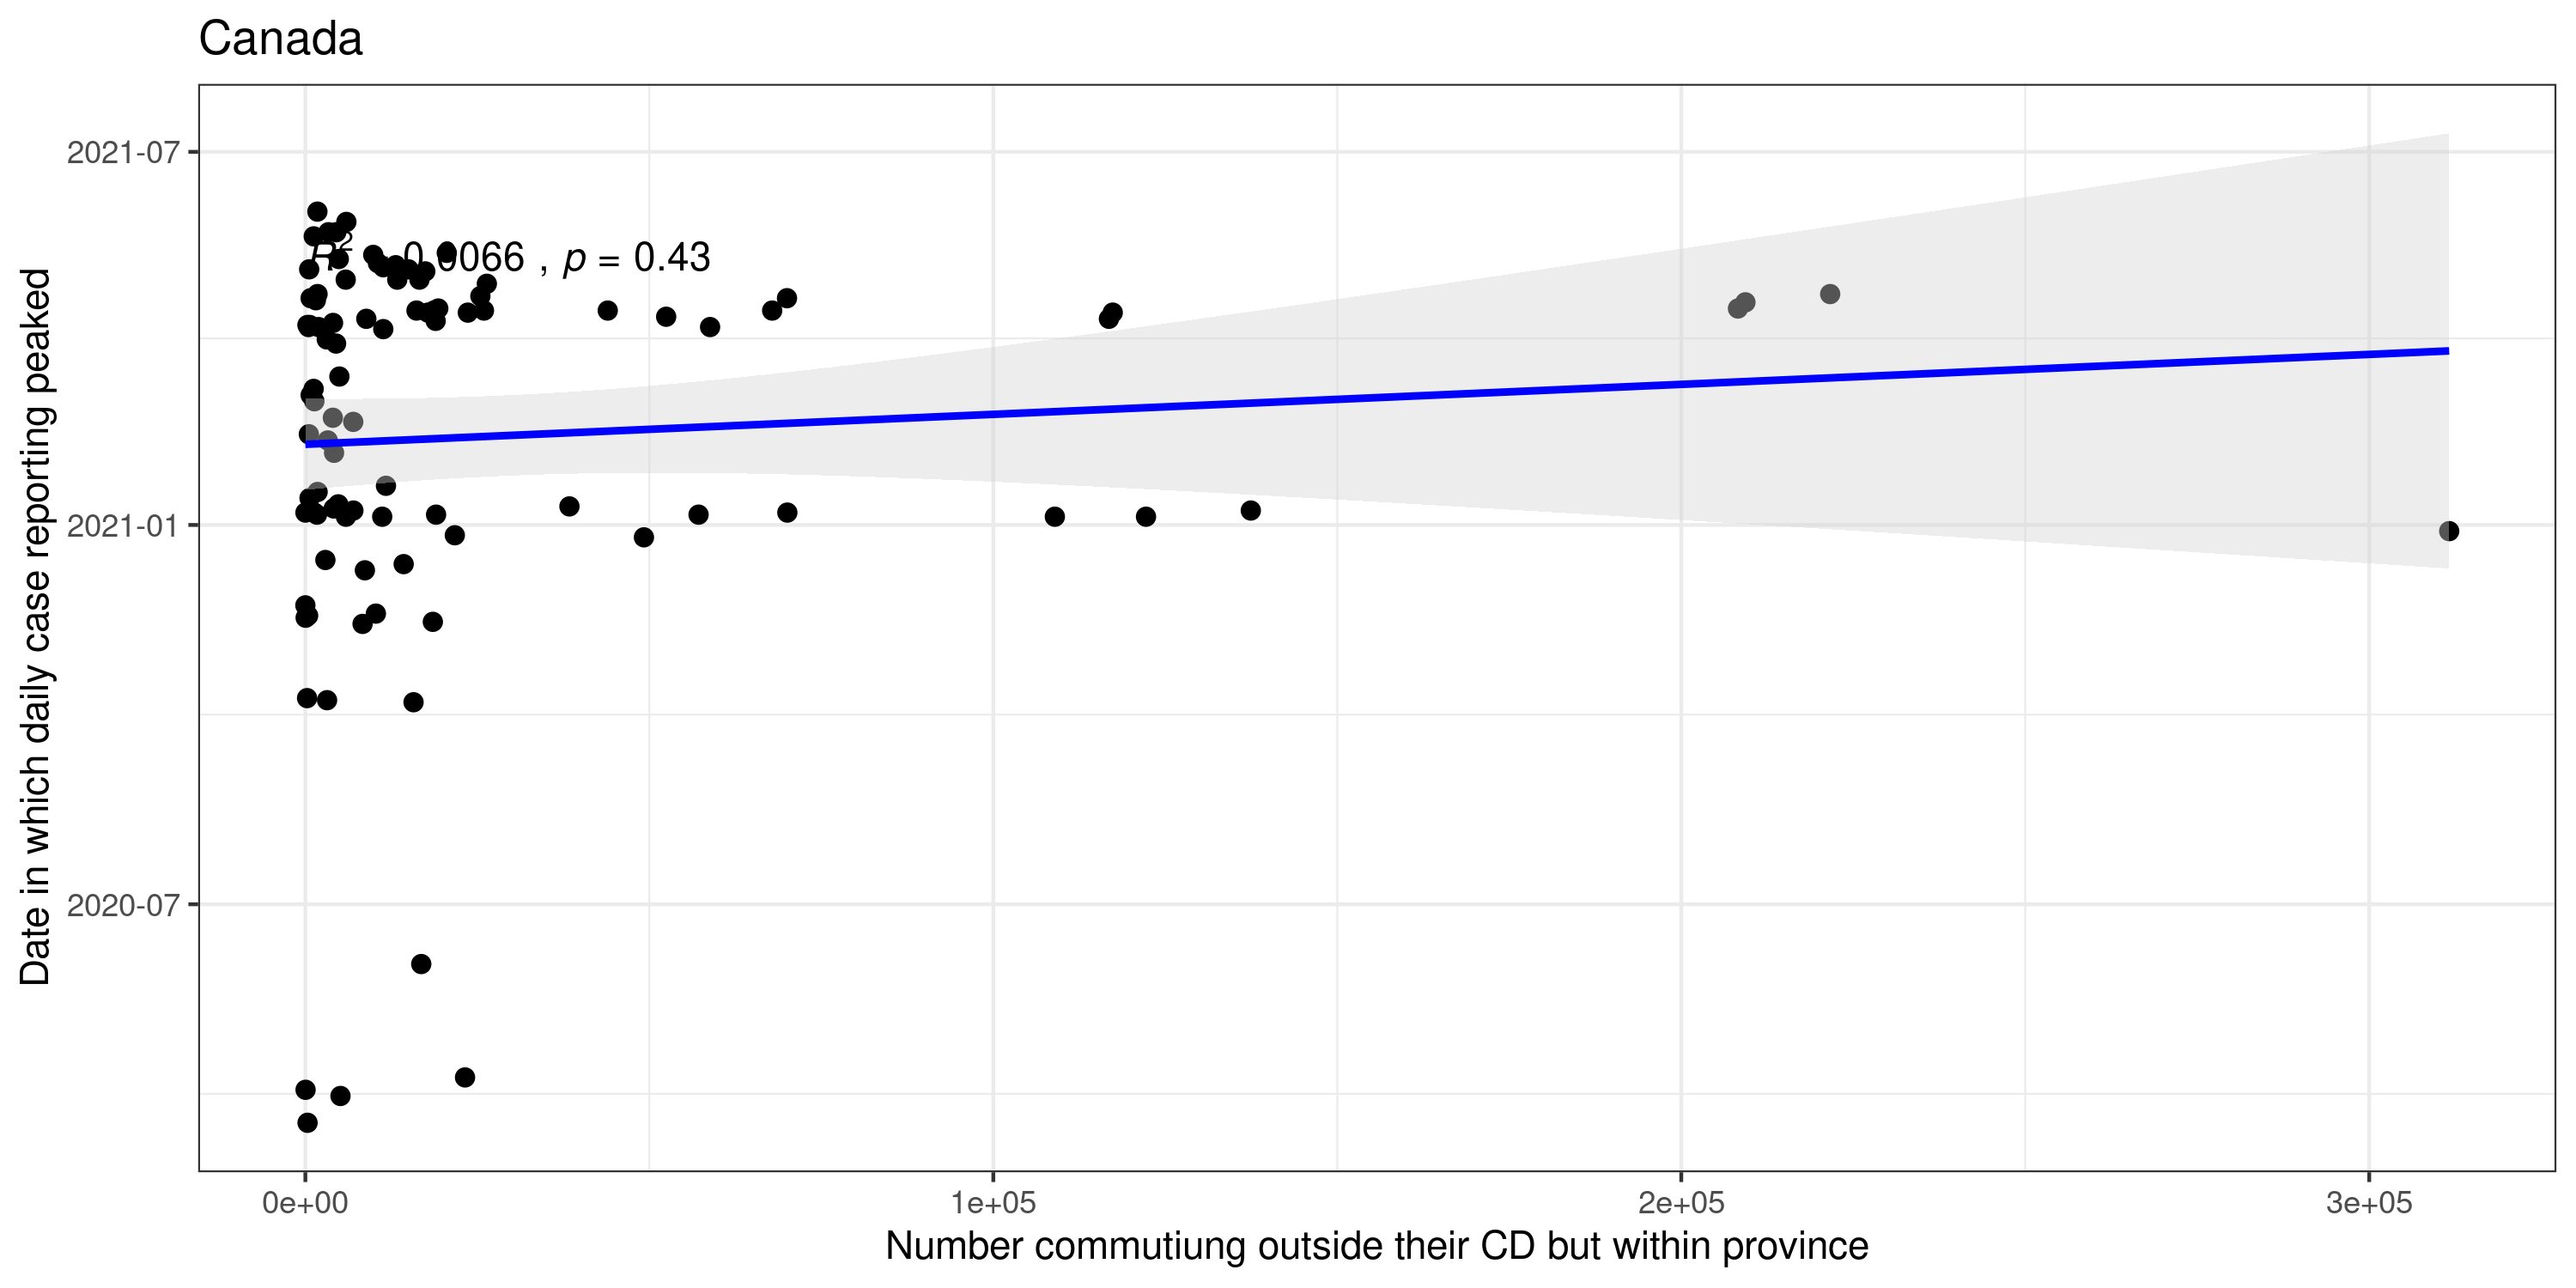 Canada
2021-07
2021-01
2020-07
R² 0.0066 , p = 0.43
0e+00 1e+05 2e+05 3e+05
Number commutiung outside their CD but within province
Date in which daily case reporting peaked